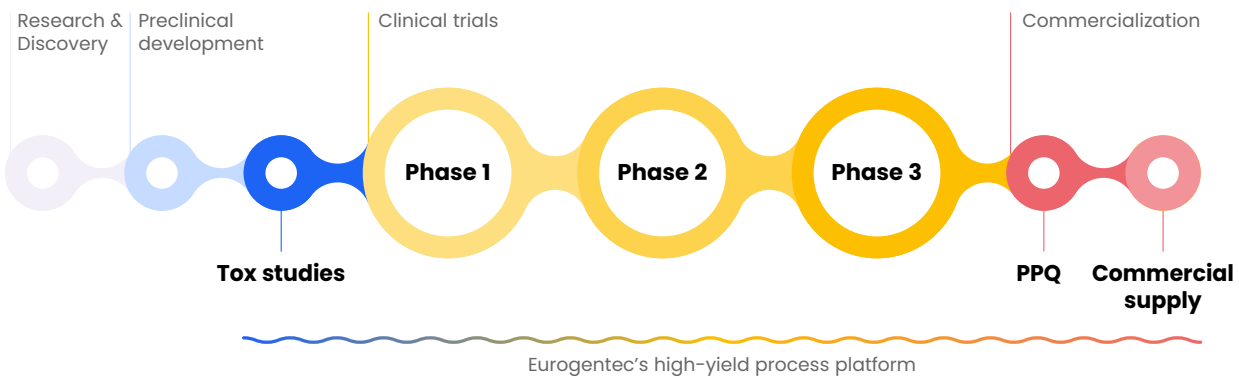 Research &
Discovery
Preclinical
development
Clinical trials
Commercialization
Phase 1
Phase 2
Phase 3
Tox studies
PPQ
Commercial
supply
Eurogentec’s high-yield process platform